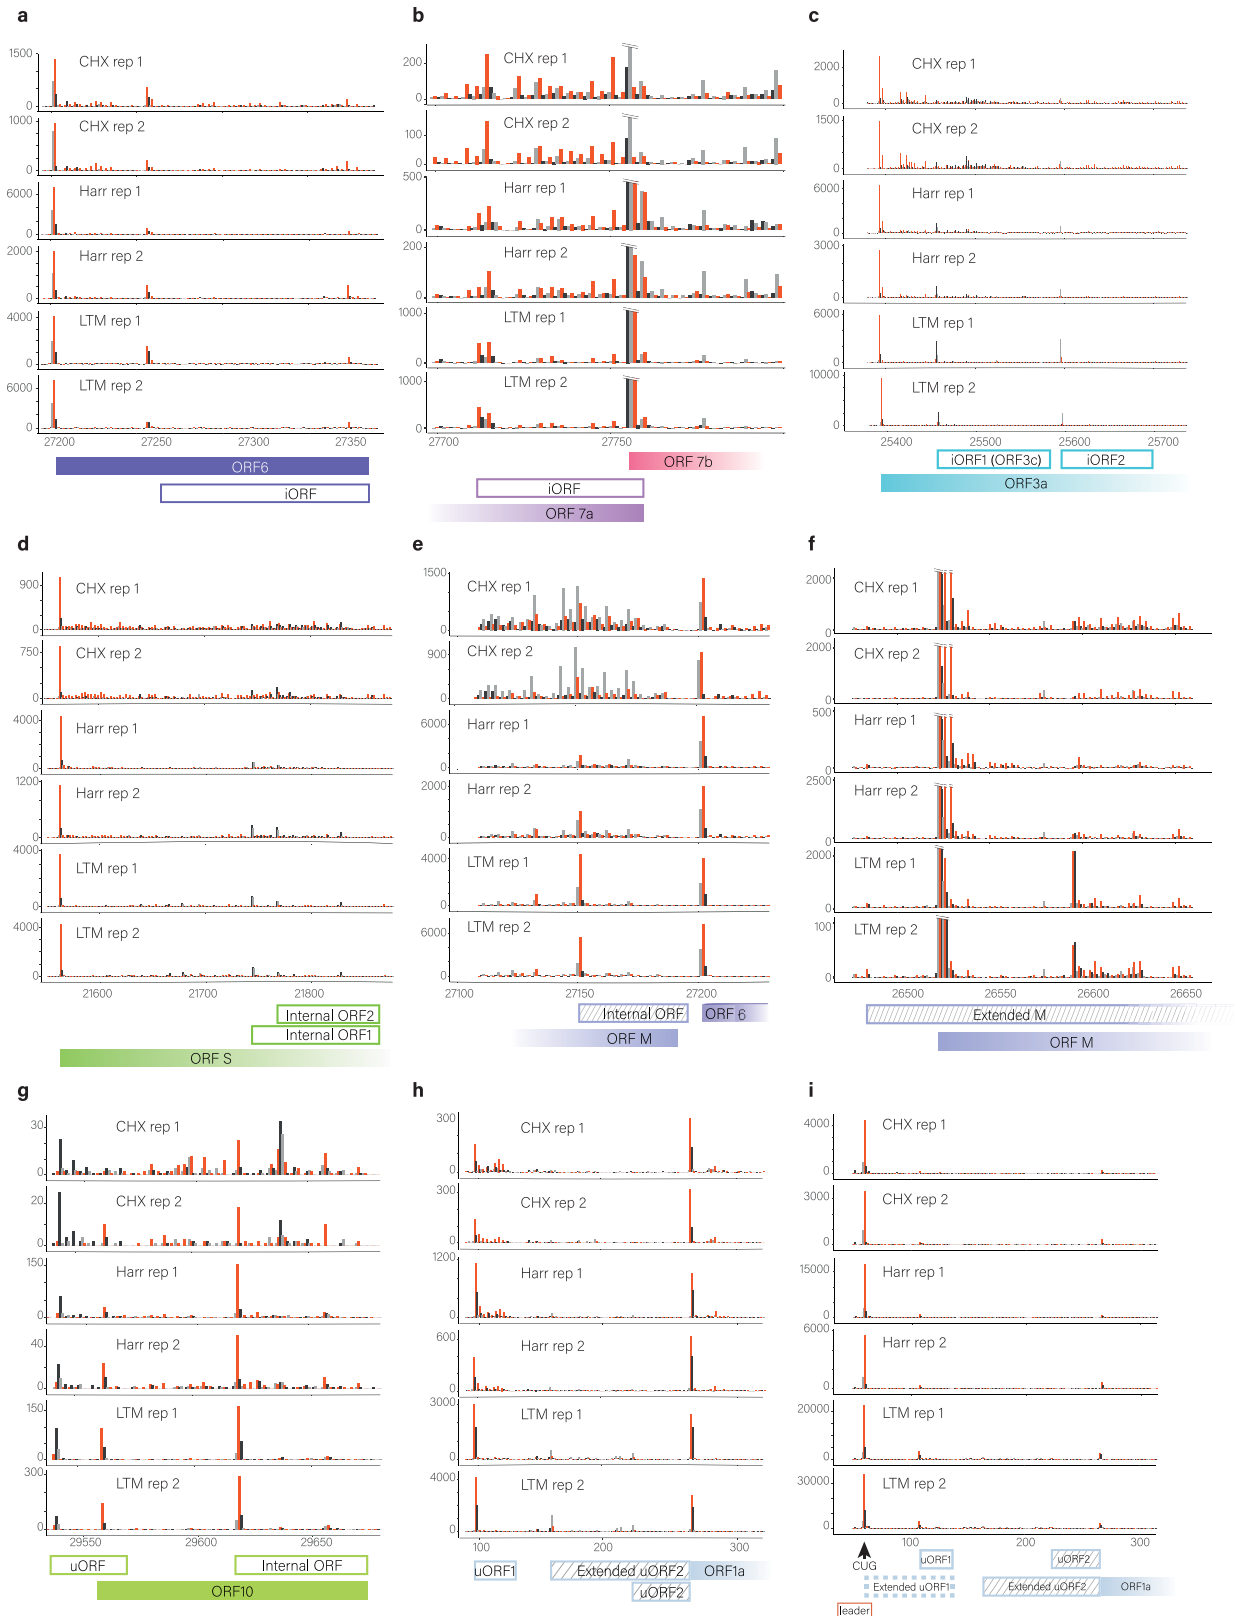 a
1500
CHX rep 1
0
1000
CHX rep 2
0
6000
Harr rep 1
0
2000
Harr rep 2
0
4000
LTM rep 1
0
6000
LTM rep 2
0
27200 27250 27300 27350
ORF6
iORF
b
200
CHX rep 1
0
100
CHX rep 2
0
500
Harr rep 1
0
200
Harr rep 2
0
1000
LTM rep 1
0
1000
LTM rep 2
0
27700 27750
ORF 7b
iORF
ORF 7a
c
2000
CHX rep 1
0
1500
CHX rep 2
0
6000
Harr rep 1
0
3000
Harr rep 2
0
6000
LTM rep 1
0
10000
LTM rep 2
0
25400 25500 25600 25700
iORF1 (ORF3c) iORF2
ORF3a
d
900
CHX rep 1
0
750
CHX rep 2
0
4000
Harr rep 1
0
1200
Harr rep 2
0
4000
LTM rep 1
0
4000
LTM rep 2
0
21600 21700 21800
Internal ORF2
Internal ORF1
ORF S
e
1500
CHX rep 1
0
900
CHX rep 2
0
6000
Harr rep 1
0
2000
Harr rep 2
0
4000
LTM rep 1
0
6000
LTM rep 2
0
27100 27150 27200
Internal ORF ORF 6
ORF M
f
2000
CHX rep 1
0
2000
CHX rep 2
0
500
Harr rep 1
0
2500
Harr rep 2
0
2000
LTM rep 1
0
100
LTM rep 2
0
26500 26550 26600 26650
Extended M
ORF M
g
30
CHX rep 1
0
20
CHX rep 2
0
150
Harr rep 1
0
40
Harr rep 2
0
150
LTM rep 1
0
300
LTM rep 2
0
29550 29600 29650
uORF Internal ORF
ORF10
h
300
CHX rep 1
0
300
CHX rep 2
0
1200
Harr rep 1
0
600
Harr rep 2
0
3000
LTM rep 1
0
4000
LTM rep 2
0
100 200 300
uORF1 Extended uORF2 ORF1a
uORF2
i
4000
CHX rep 1
0
3000
CHX rep 2
0
15000
Harr rep 1
0
6000
Harr rep 2
0
20000
LTM rep 1
0
30000
LTM rep 2
0
100 200 300
CUG uORF1 uORF2
Extended uORF1 Extended uORF2 ORF1a
leader